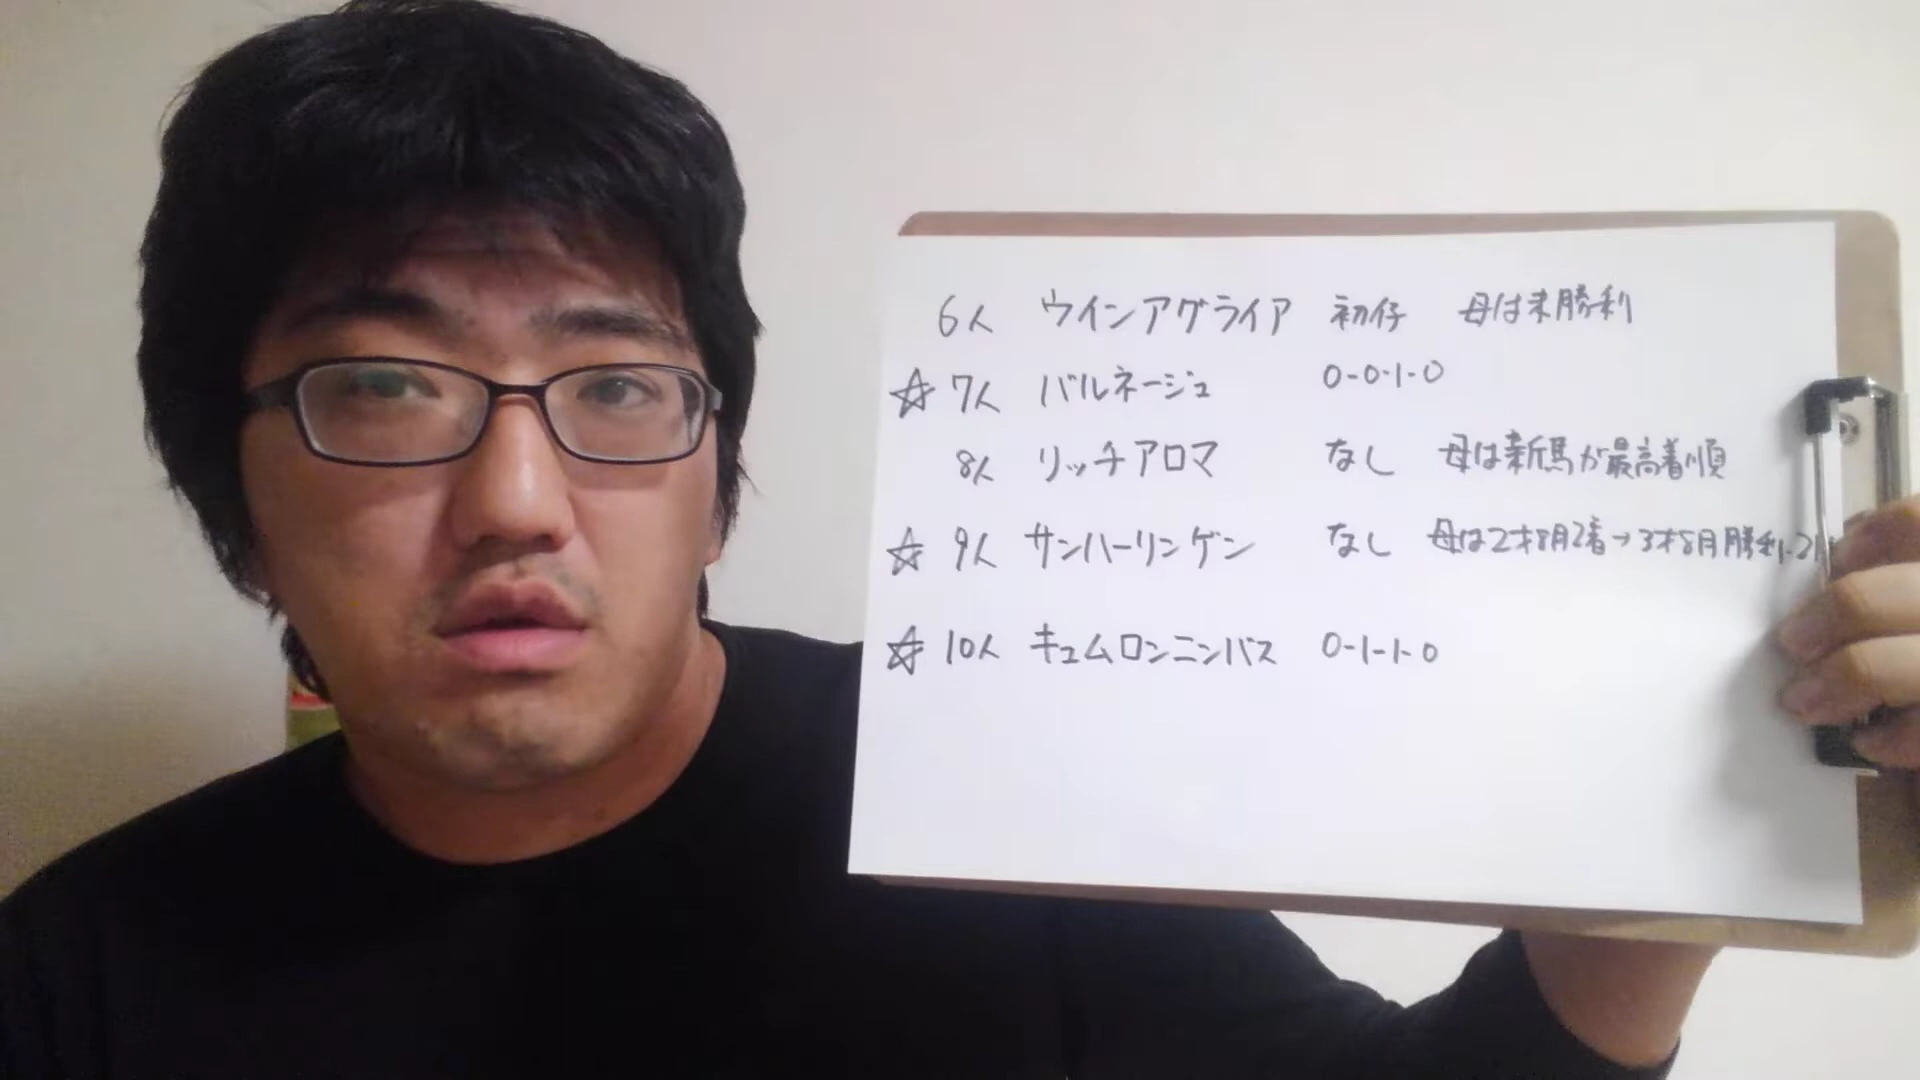 6人 ウインアグライア 初仔 母は未勝利
☆ 7人 バルネージュ 0-0-1-0
8人 リッチアロマ なし 母は新馬が最高着順
☆ 9人 サンハーリンゲン なし 母は2才8月2着→3才8月勝利
☆ 10人 キュムロンニンバス 0-1-1-0